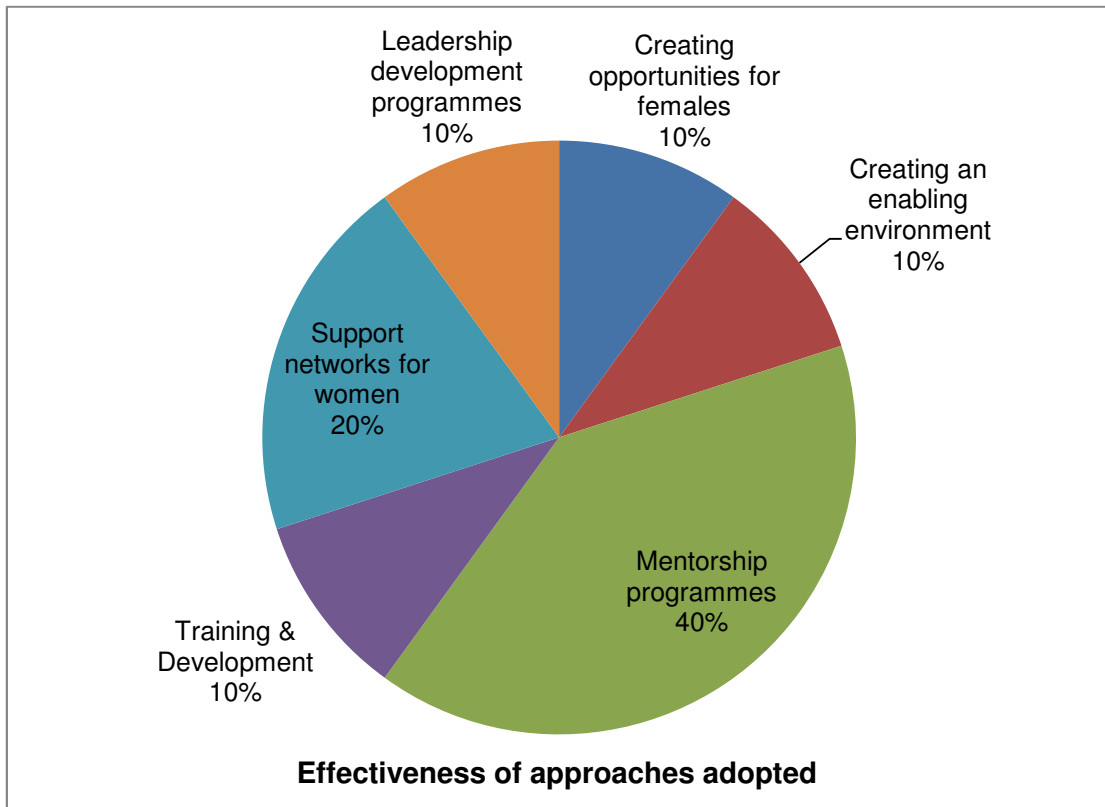 Leadership
development
programmes
10%
Creating
opportunities for
females
10%
Creating an
enabling
environment
10%
Support
networks for
women
20%
Mentorship
programmes
40%
Training &
Development
10%
Effectiveness of approaches adopted